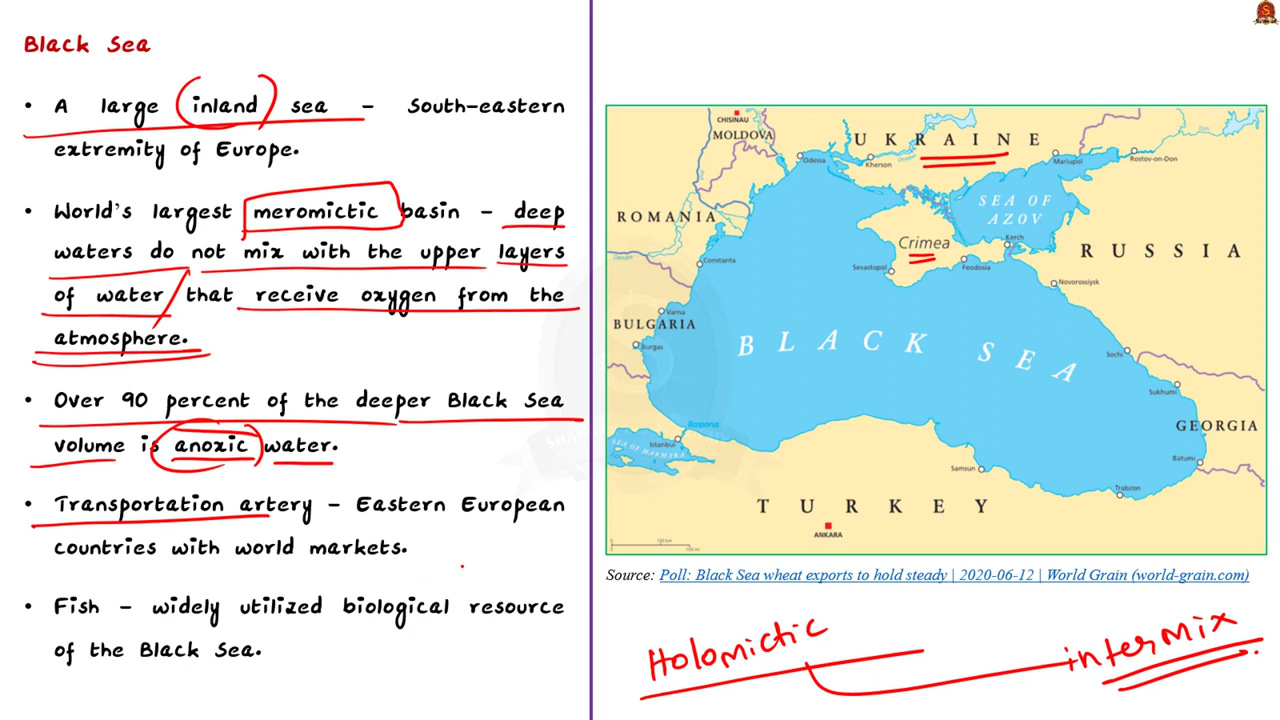 Black Sea
• A large inland sea – South-eastern
extremity of Europe.
• World's largest meromictic basin – deep
waters do not mix with the upper layers
of water that receive oxygen from the
atmosphere.
• Over 90 percent of the deeper Black Sea
volume is anoxic water.
• Transportation artery – Eastern European
countries with world markets.
• Fish – widely utilized biological resource
of the Black Sea.
CHISINAU
MOLDOVA
UKRAINE
Odessa
Kherson
Dnieper
Mariupol
Rostov-on-Don
Don
SEA OF
AZOV
ROMANIA
Crimea
Kerch
RUSSIA
Danube
Constanta
Sevastopol
Feodosia
Novorossiysk
Varna
BULGARIA
Burgas
BLACK SEA
Sochi
Sukhumi
GEORGIA
Bosporus
Istanbul
SEA OF MARMARA
Samsun
Batumi
Trabzon
TURKEY
ANKARA
Source: Poll: Black Sea wheat exports to hold steady | 2020-06-12 | World Grain (world-grain.com)
Holomictic intermix